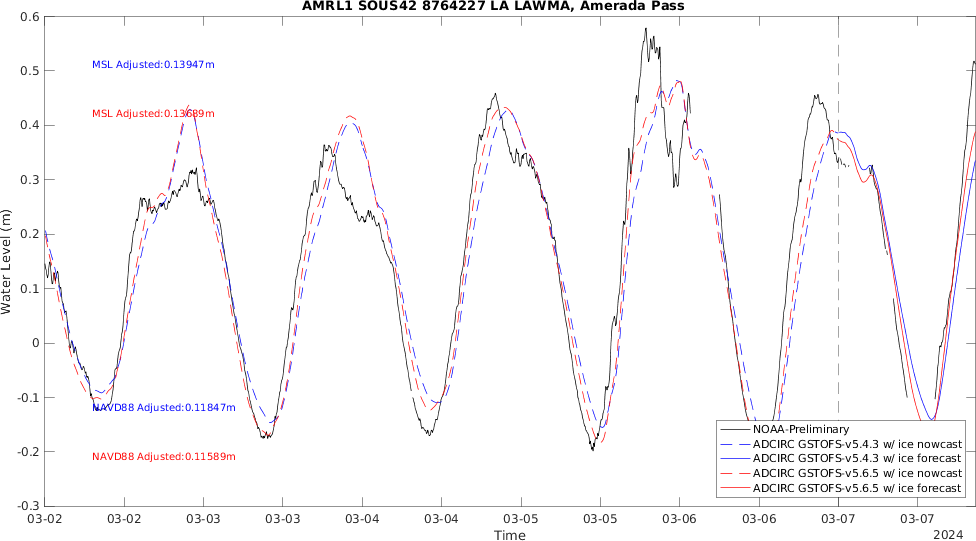 AMRL1 SOUS42 8764227 LA LAWMA, Amerada Pass
0.6
0.5
0.4
0.3
0.2
0.1
0
-0.1
-0.2
-0.3
Water Level (m)
MSL Adjusted:0.13947m
MSL Adjusted:0.13689m
NAVD88 Adjusted:0.11847m
NAVD88 Adjusted:0.11589m
NOAA-Preliminary
ADCIRC GSTOFS-v5.4.3 w/ ice nowcast
ADCIRC GSTOFS-v5.4.3 w/ ice forecast
ADCIRC GSTOFS-v5.6.5 w/ ice nowcast
ADCIRC GSTOFS-v5.6.5 w/ ice forecast
03-02 03-02 03-03 03-03 03-04 03-04 03-05 03-05 03-06 03-06 03-07 03-07
Time
2024